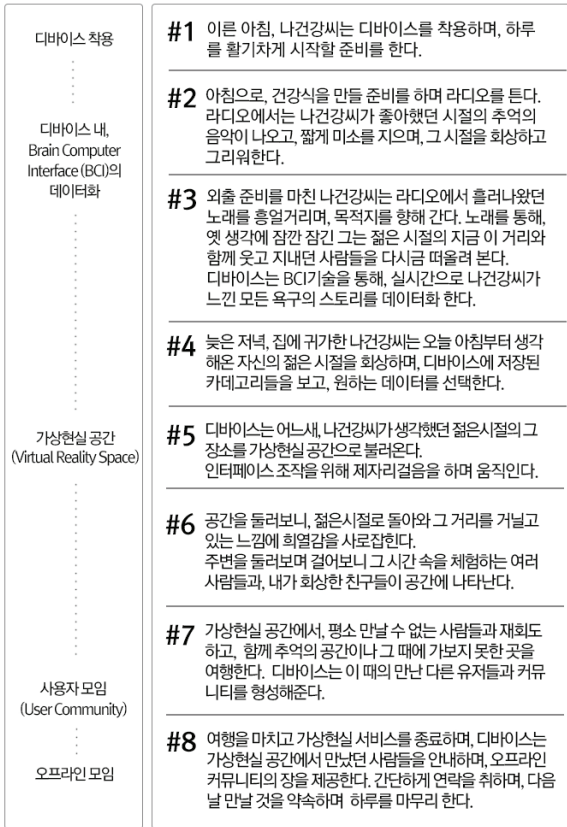 디바이스 착용
디바이스 내,
Brain Computer
Interface (BCI)의
데이터화
가상현실 공간
(Virtual Reality Space)
사용자 모임
(User Community)
오프라인 모임
#1 이른 아침, 나건강씨는 디바이스를 착용하며, 하루
를 활기차게 시작할 준비를 한다.
#2 아침으로, 건강식을 만들 준비를 하며 라디오를 튼다.
라디오에서는 나건강씨가 좋아했던 시절의 추억의
음악이 나오고, 짧게 미소를 지으며, 그 시절을 회상하고
그리워한다.
#3 외출 준비를 마친 나건강씨는 라디오에서 흘러나왔던
노래를 흥얼거리며, 목적지를 향해 간다. 노래를 통해,
옛 생각에 잠깐 잠긴 그는 젊은 시절의 지금 이 거리와
함께 웃고 지내던 사람들을 다시금 떠올려 본다.
디바이스는 BCI기술을 통해, 실시간으로 나건강씨가
느낀 모든 욕구의 스토리를 데이터화 한다.
#4 늦은 저녁, 집에 귀가한 나건강씨는 오늘 아침부터 생각
해온 자신의 젊은 시절을 회상하며, 디바이스에 저장된
카데고리들을 보고, 원하는 데이터를 선택한다.
#5 디바이스는 어느새, 나건강씨가 생각했던 젊은시절의 그
장소를 가상현실 공간으로 불러온다.
인터페이스 조작을 위해 제자리걸음을 하며 움직인다.
#6 공간을 둘러보니, 젊은시절로 돌아와 그 거리를 거닐고
있는 느낌에 희열감을 사로잡힌다.
주변을 둘러보며 걸어보니 그 시간 속을 체험하는 여러
사람들과, 내가 회상한 친구들이 공간에 나타난다.
#7 가상현실 공간에서, 평소 만날 수 없는 사람들과 재회도
하고, 함께 추억의 공간이나 그 때에 가보지 못한 곳을
여행한다. 디바이스는 이 때의 만난 다른 유저들과 커뮤
니티를 형성해준다.
#8 여행을 마치고 가상현실 서비스를 종료하며, 디바이스는
가상현실 공간에서 만났던 사람들을 안내하며, 오프라인
커뮤니티의 장을 제공한다. 간단하게 연락을 취하며, 다음
날 만날 것을 약속하며 하루를 마무리 한다.